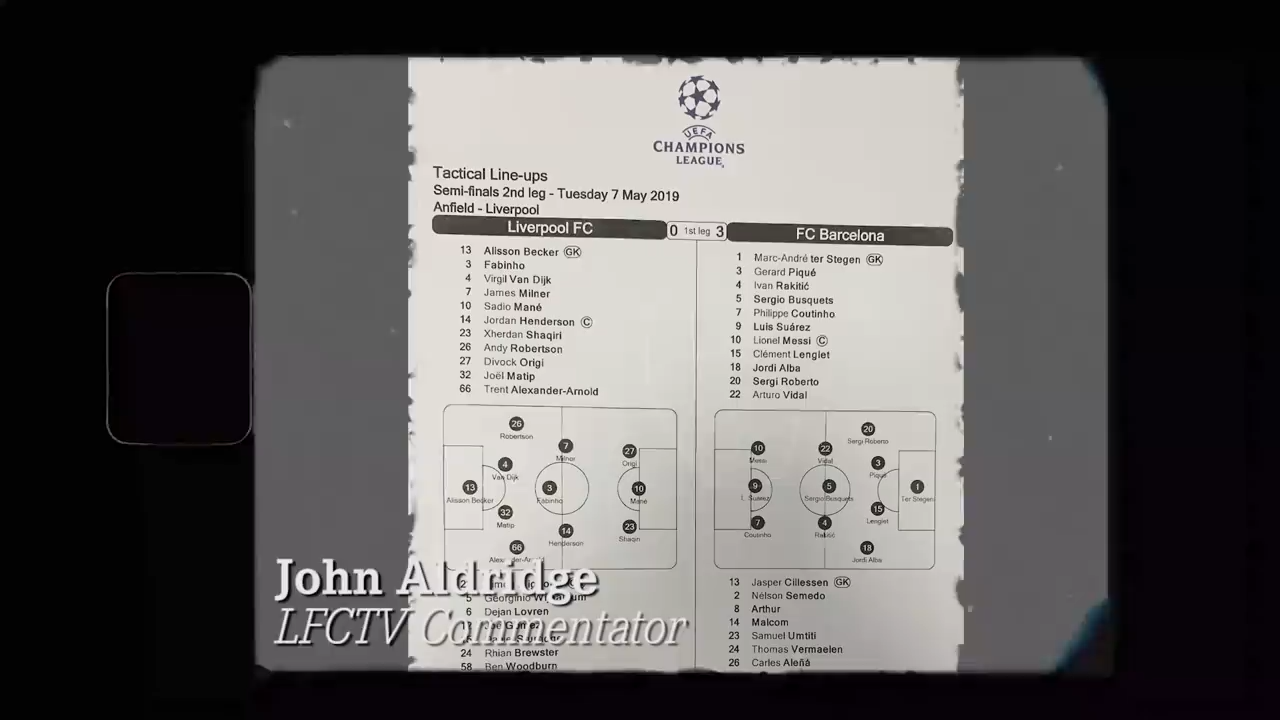 UEFA
CHAMPIONS
LEAGUE
Tactical Line-ups
Semi-finals 2nd leg - Tuesday 7 May 2019
Anfield - Liverpool
Liverpool FC 0 1st leg 3 FC Barcelona
13 Alisson Becker GK
3 Fabinho
4 Virgil Van Dijk
7 James Milner
10 Sadio Mané
14 Jordan Henderson C
23 Xherdan Shaqiri
26 Andy Robertson
27 Divock Origi
32 Joël Matip
66 Trent Alexander-Arnold
1 Marc-André ter Stegen GK
3 Gerard Piqué
4 Ivan Rakitić
5 Sergio Busquets
7 Philippe Coutinho
9 Luis Suárez
10 Lionel Messi C
15 Clément Lenglet
18 Jordi Alba
20 Sergi Roberto
22 Arturo Vidal
26
Robertson
7
Milner
27
Origi
4
Van Dijk
13
Alisson Becker
3
Fabinho
10
Mané
32
Matip
14
Henderson
23
Shaqiri
66
Alexander-Arnold
20
Sergi Roberto
10
Messi
22
Vidal
3
Piqué
9
L. Suárez
5
Sergio Busquets
1
Ter Stegen
7
Coutinho
4
Rakitić
15
Lenglet
18
Jordi Alba
5 Georginio
6 Dejan Lovren
24 Rhian Brewster
58 Ben Woodburn
13 Jasper Cillessen GK
2 Nélson Semedo
8 Arthur
14 Malcom
23 Samuel Umtiti
24 Thomas Vermaelen
26 Carles Aleñá
John Aldridge
LFCTV Commentator